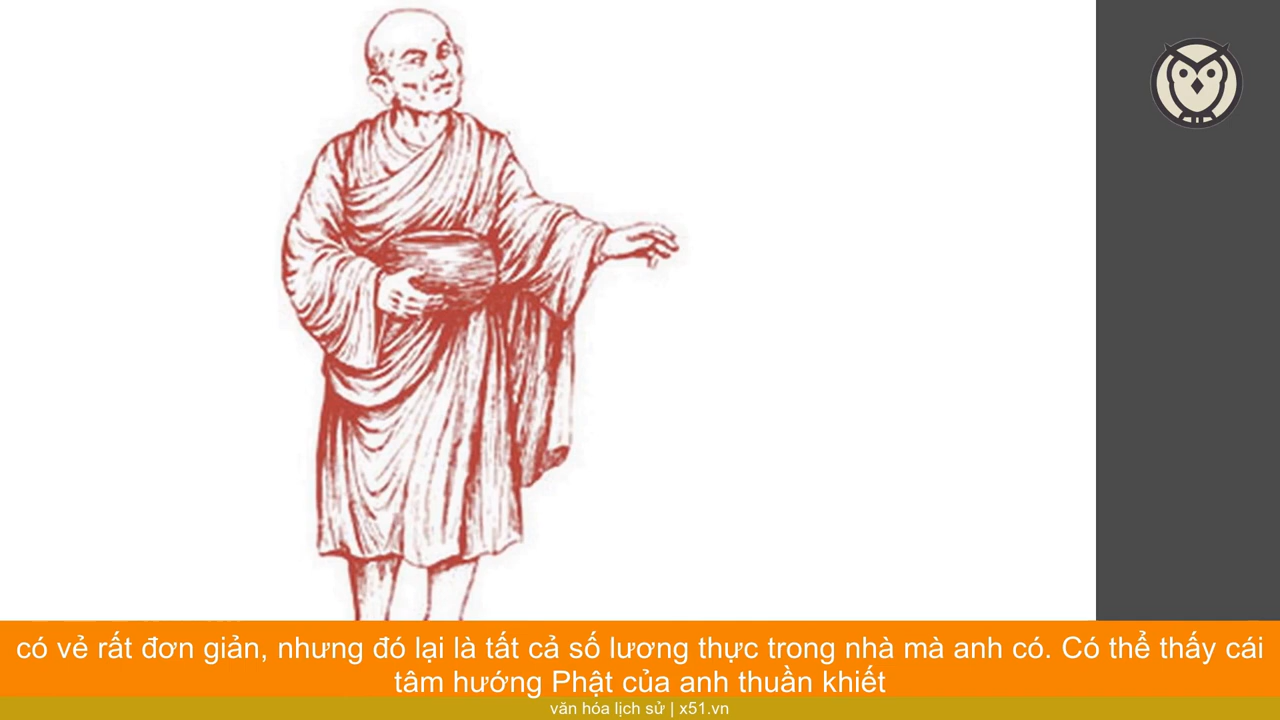 có vẻ rất đơn giản, nhưng đó lại là tất cả số lương thực trong nhà mà anh có. Có thể thấy cái
tâm hướng Phật của anh thuần khiết
văn hóa lịch sử | x51.vn